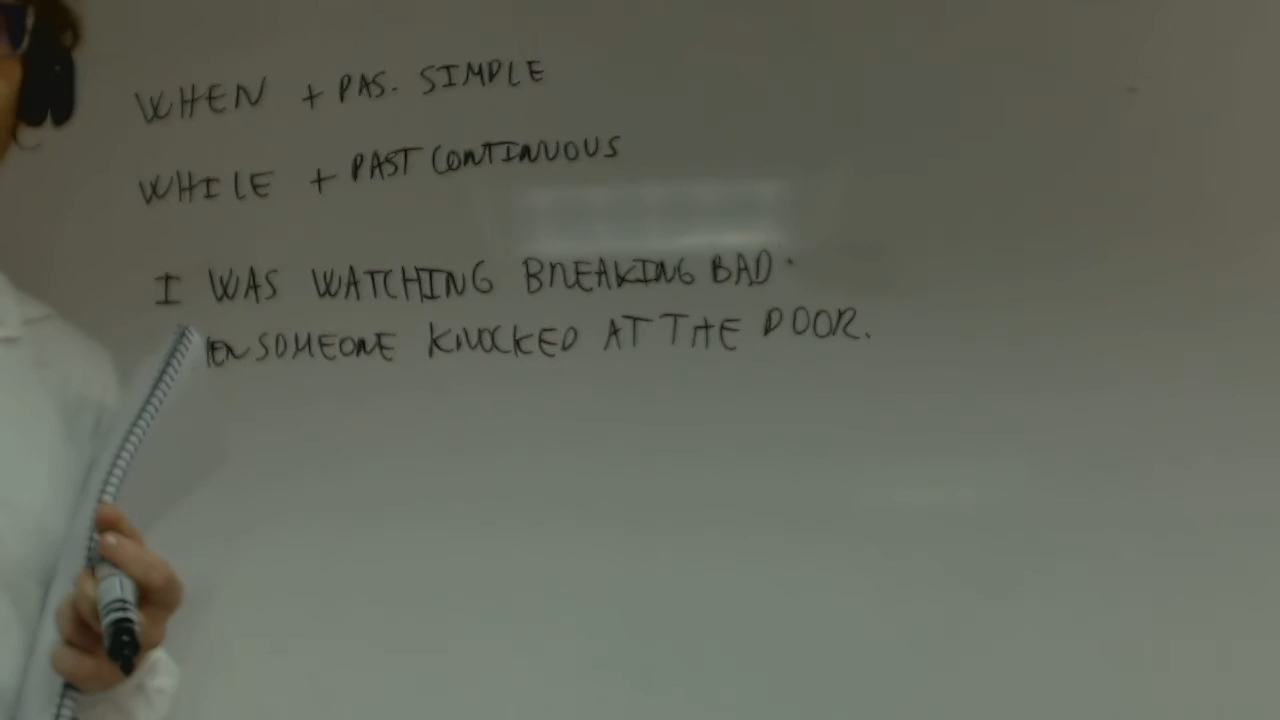 WHEN + PAS. SIMPLE
WHILE + PAST CONTINUOUS
I WAS WATCHING BREAKING BAD.
EN SOMEONE KNOCKED AT THE DOOR.